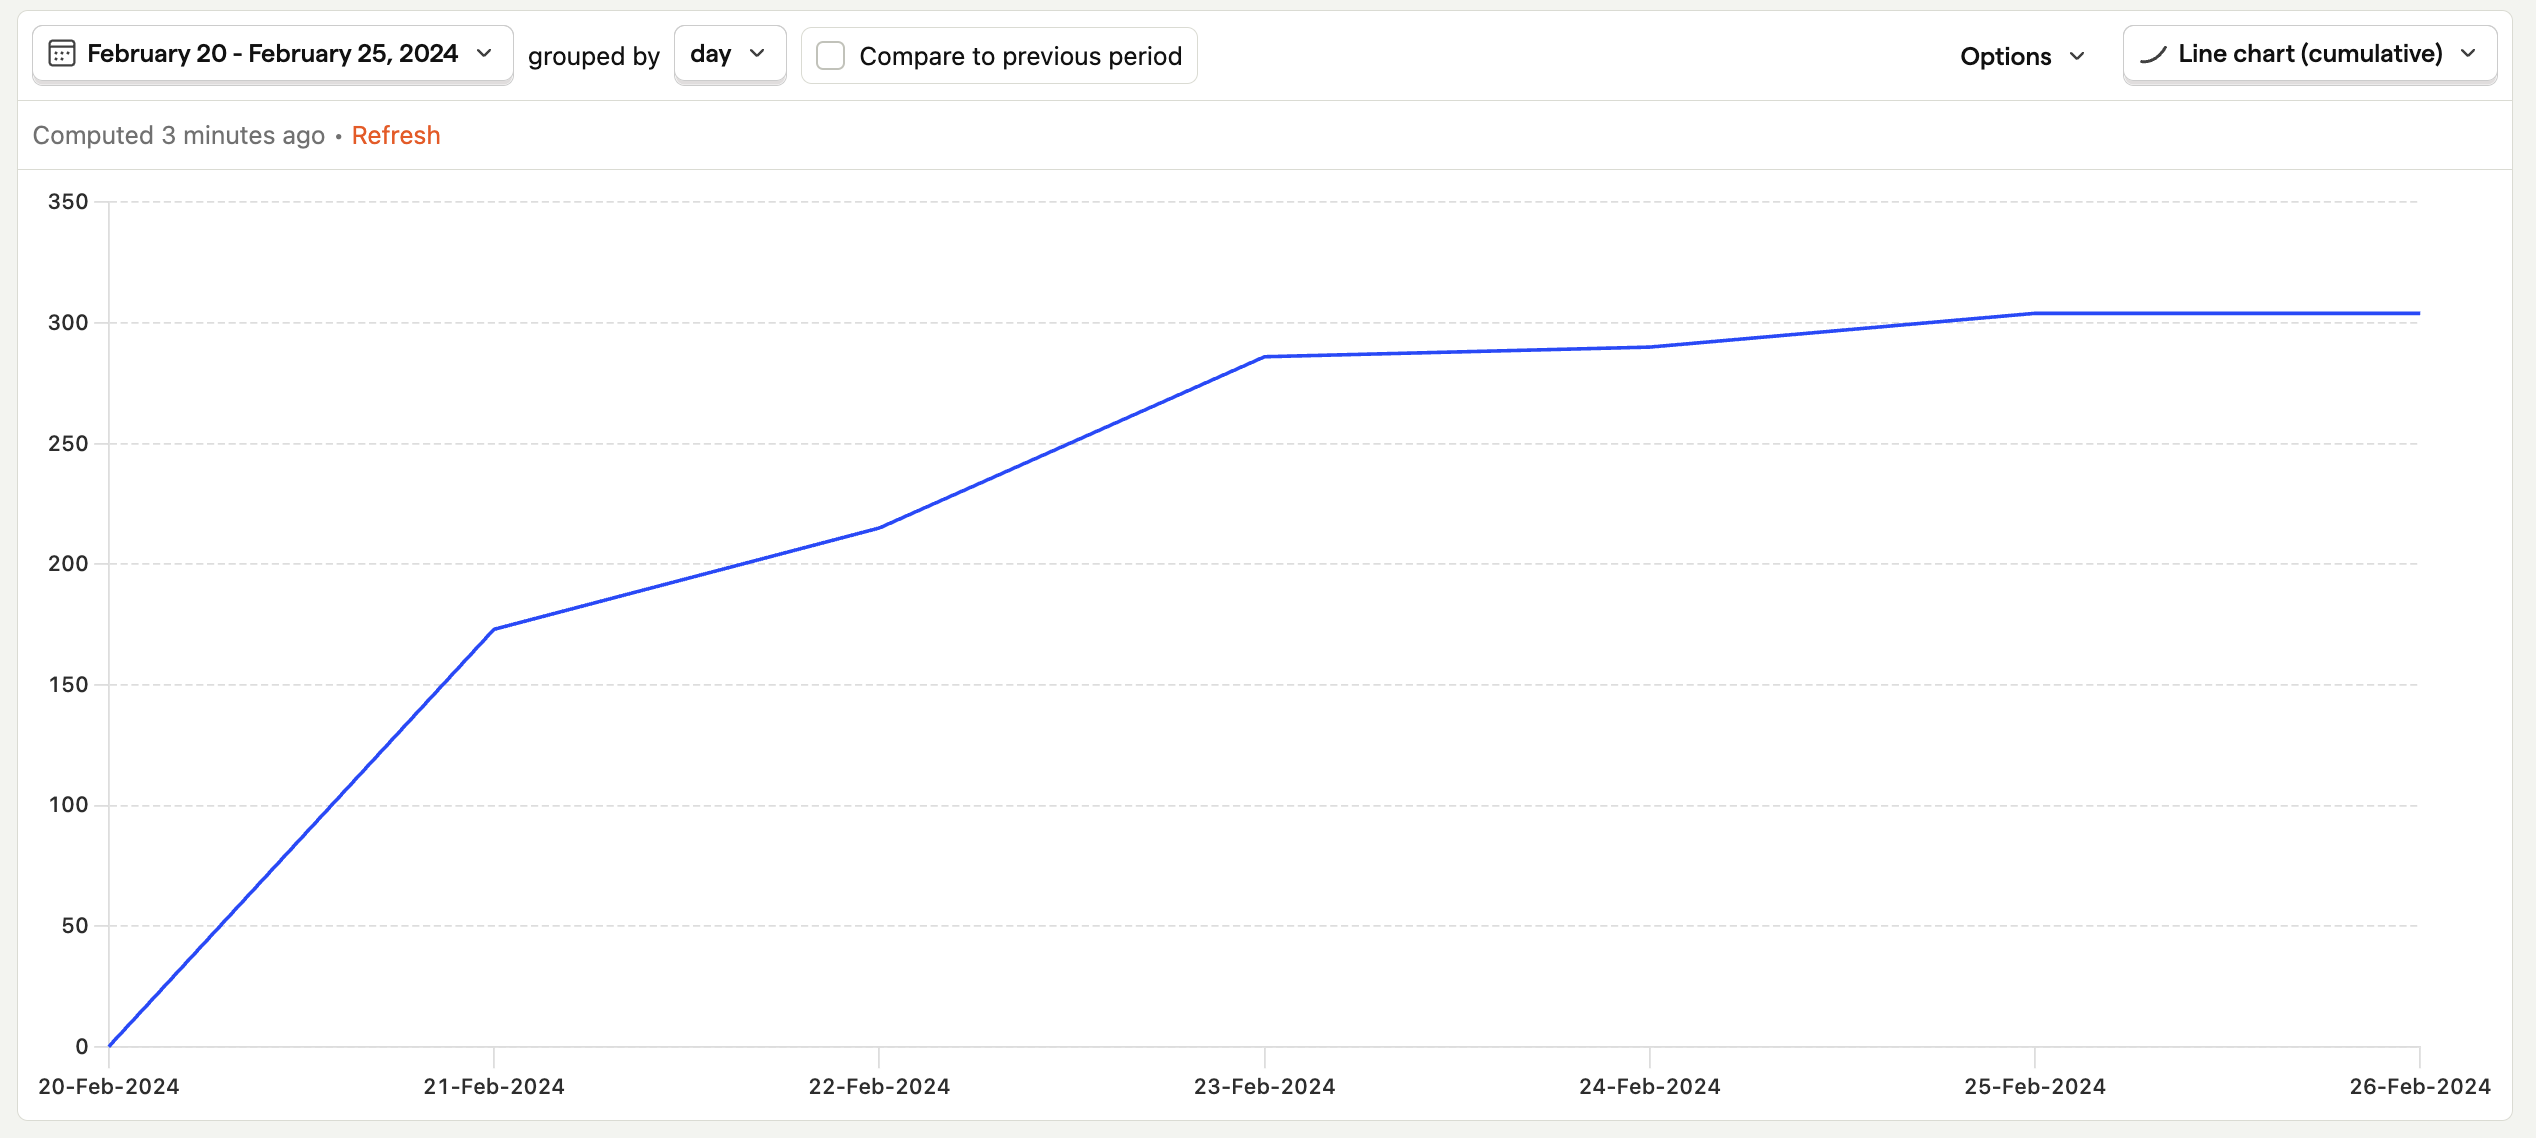 February 20 - February 25, 2024 grouped by day Compare to previous period Options Line chart (cumulative)
Computed 3 minutes ago • Refresh
350
300
250
200
150
100
50
0
20-Feb-2024 21-Feb-2024 22-Feb-2024 23-Feb-2024 24-Feb-2024 25-Feb-2024 26-Feb-2024